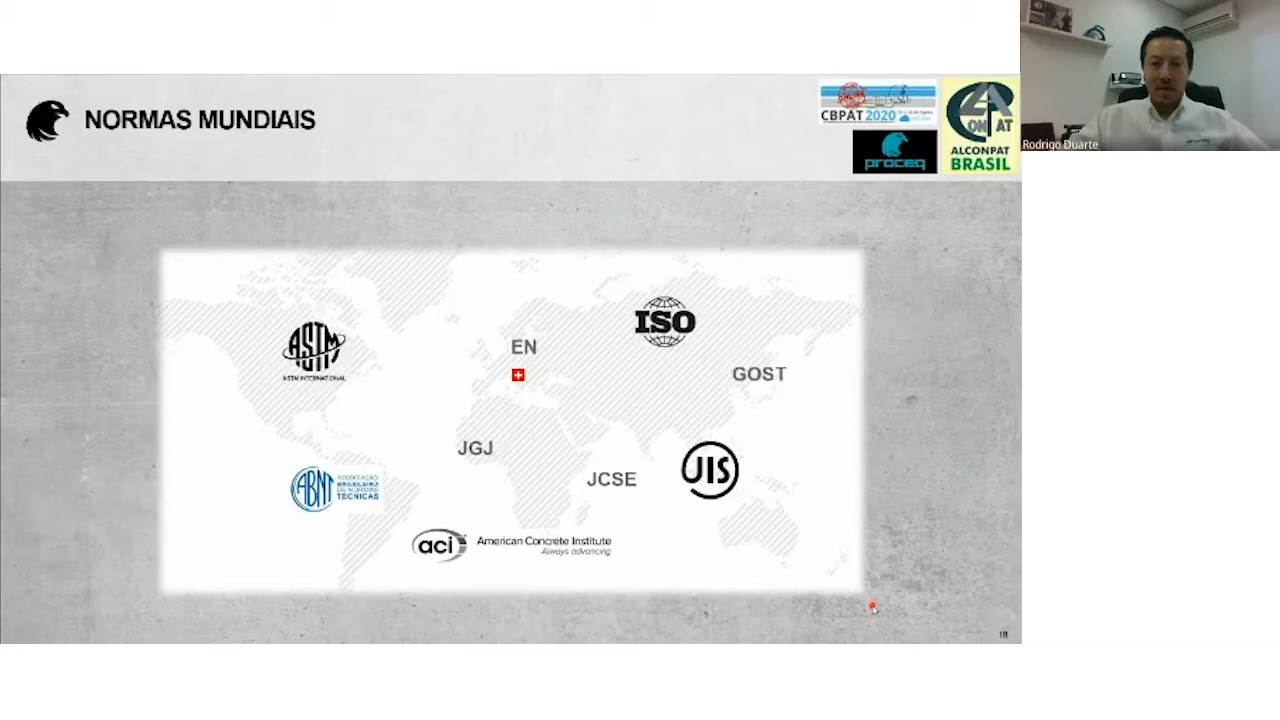 NORMAS MUNDIAIS
CBPAT 2020
proceq
ALCONPAT
BRASIL
Rodrigo Duarte
ASTM
ASTM INTERNATIONAL
EN
ISO
GOST
JGJ
JCSE
JIS
ABNT
ASSOCIAÇÃO
BRASILEIRA
DE NORMAS
TÉCNICAS
aci
American Concrete Institute
Always advancing
18